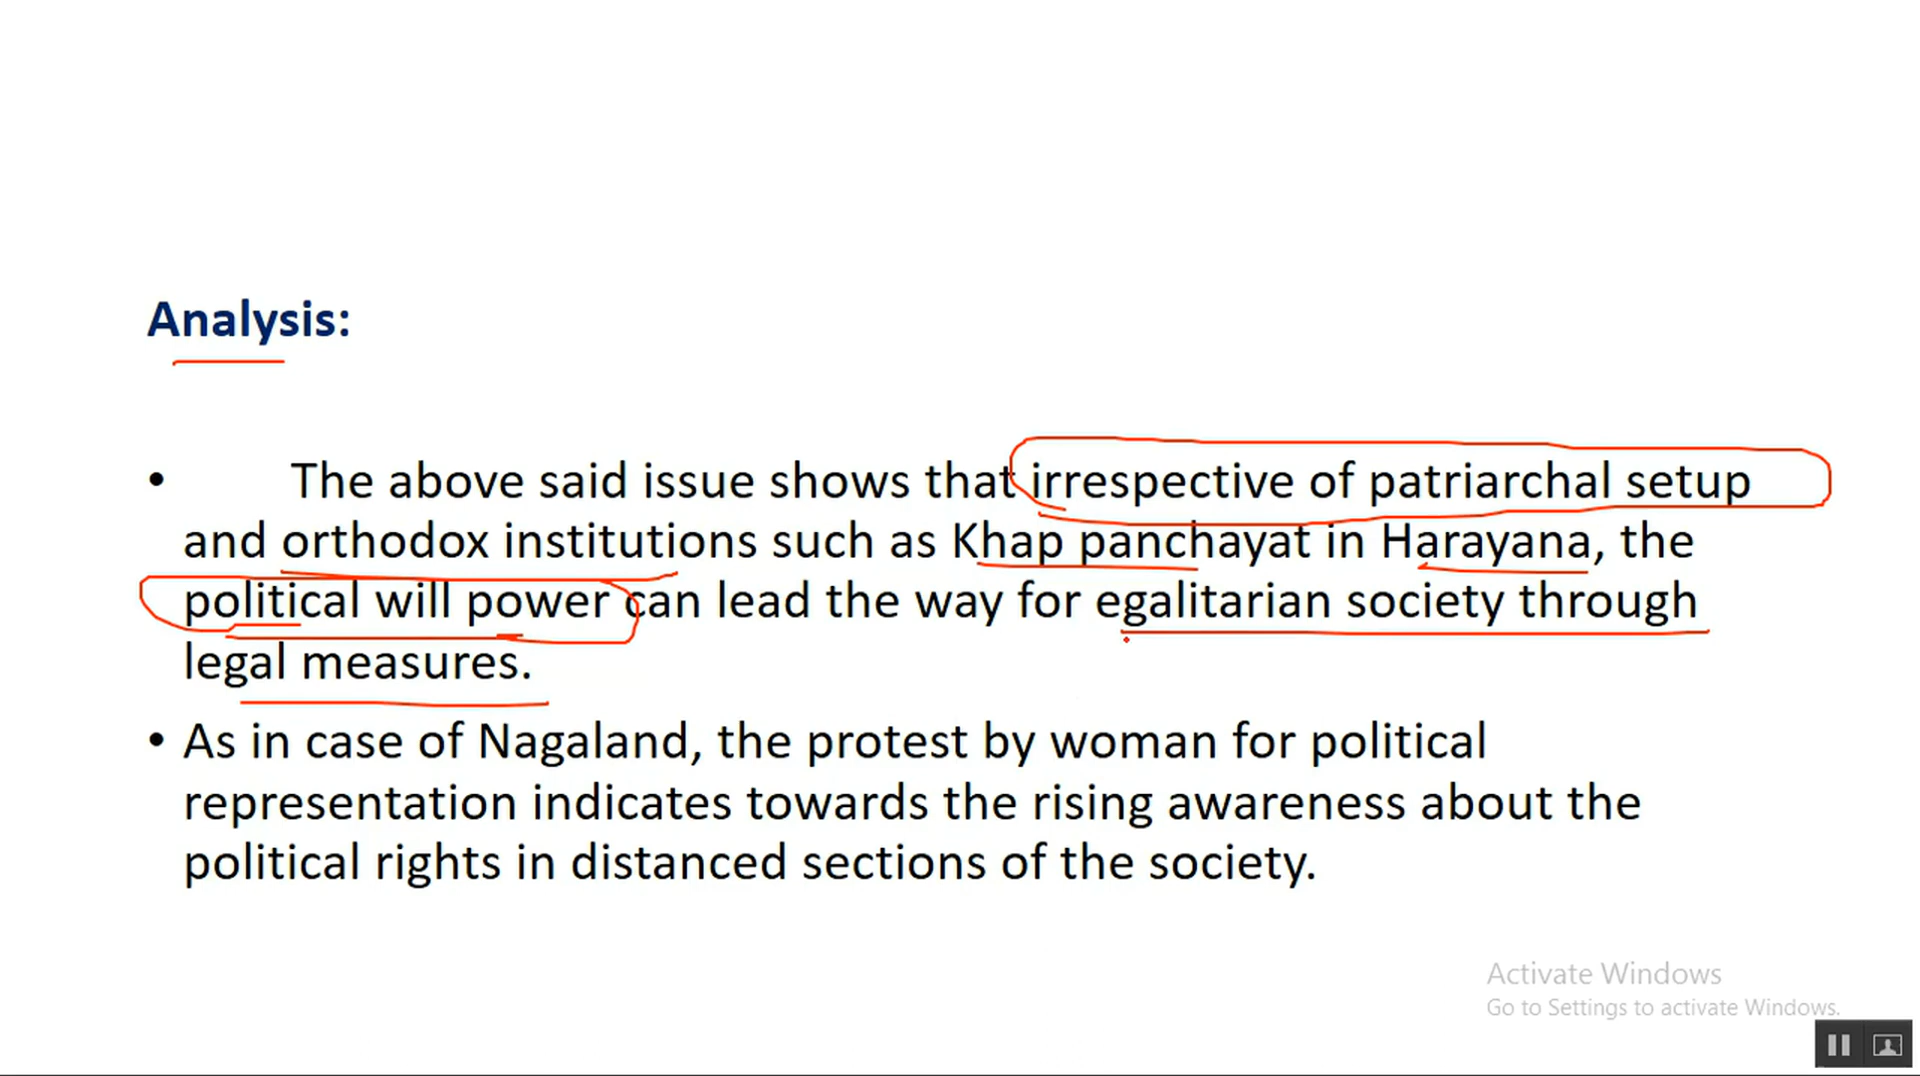 Analysis:
• The above said issue shows that irrespective of patriarchal setup
and orthodox institutions such as Khap panchayat in Harayana, the
political will power can lead the way for egalitarian society through
legal measures.
• As in case of Nagaland, the protest by woman for political
representation indicates towards the rising awareness about the
political rights in distanced sections of the society.
Activate Windows
Go to Settings to activate Windows.